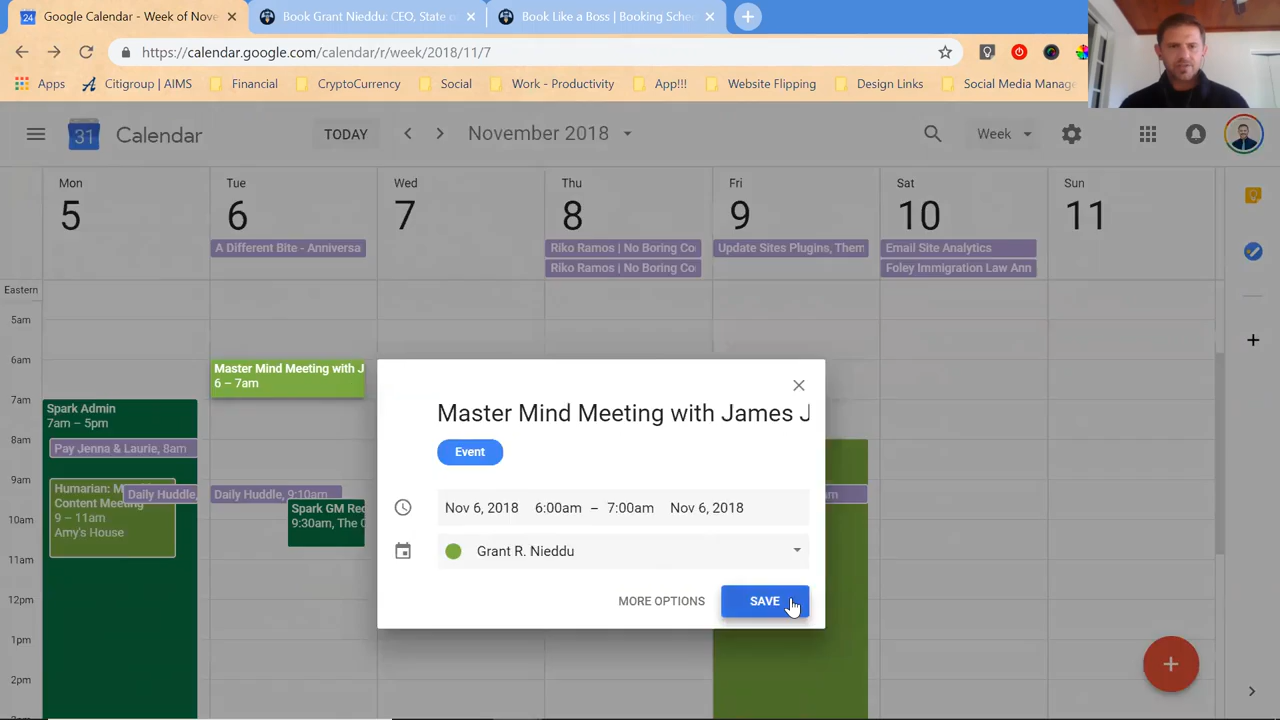 Google Calendar - Week of Nove
Book Grant Nieddu: CEO, State o
Book Like a Boss | Booking Sche
https://calendar.google.com/calendar/r/week/2018/11/7
Apps
Citigroup | AIMS
Financial
CryptoCurrency
Social
Work - Productivity
App!!!
Website Flipping
Design Links
Social Media Manage
31
Calendar
TODAY
November 2018
Week
Mon
Tue
Wed
Thu
Fri
Sat
Sun
5
6
7
8
9
10
11
A Different Bite - Anniversa
Riko Ramos | No Boring Co
Update Sites Plugins, Them
Email Site Analytics
Riko Ramos | No Boring Co
Foley Immigration Law Ann
Eastern
5am
6am
7am
8am
9am
10am
11am
12pm
1pm
2pm
Master Mind Meeting with J
6 – 7am
Spark Admin
7am – 5pm
Pay Jenna & Laurie, 8am
Humarian: M
Content Meeting
9 – 11am
Amy's House
Daily Huddle,
Daily Huddle, 9:10am
Spark GM Rec
9:30am, The C
Master Mind Meeting with James J
Event
Nov 6, 2018 6:00am – 7:00am Nov 6, 2018
Grant R. Nieddu
MORE OPTIONS
SAVE